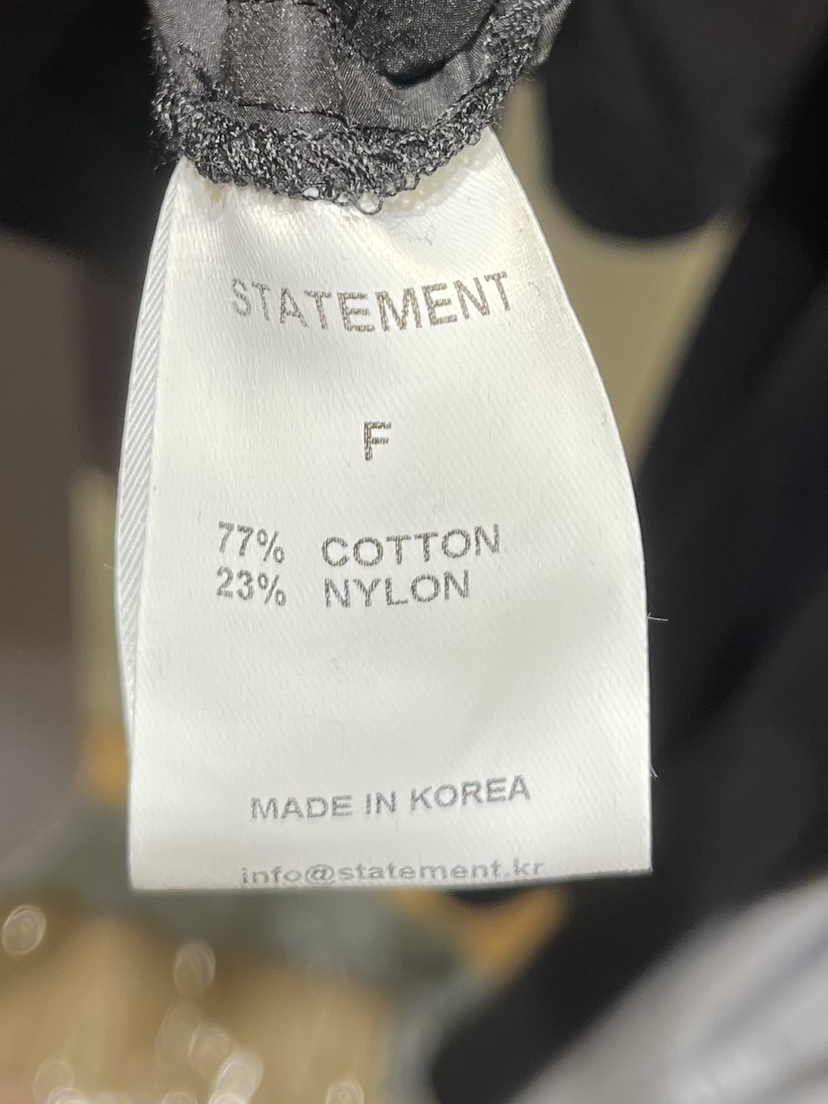 STATEMENT
F
77% COTTON
23% NYLON
MADE IN KOREA
info@statement.kr